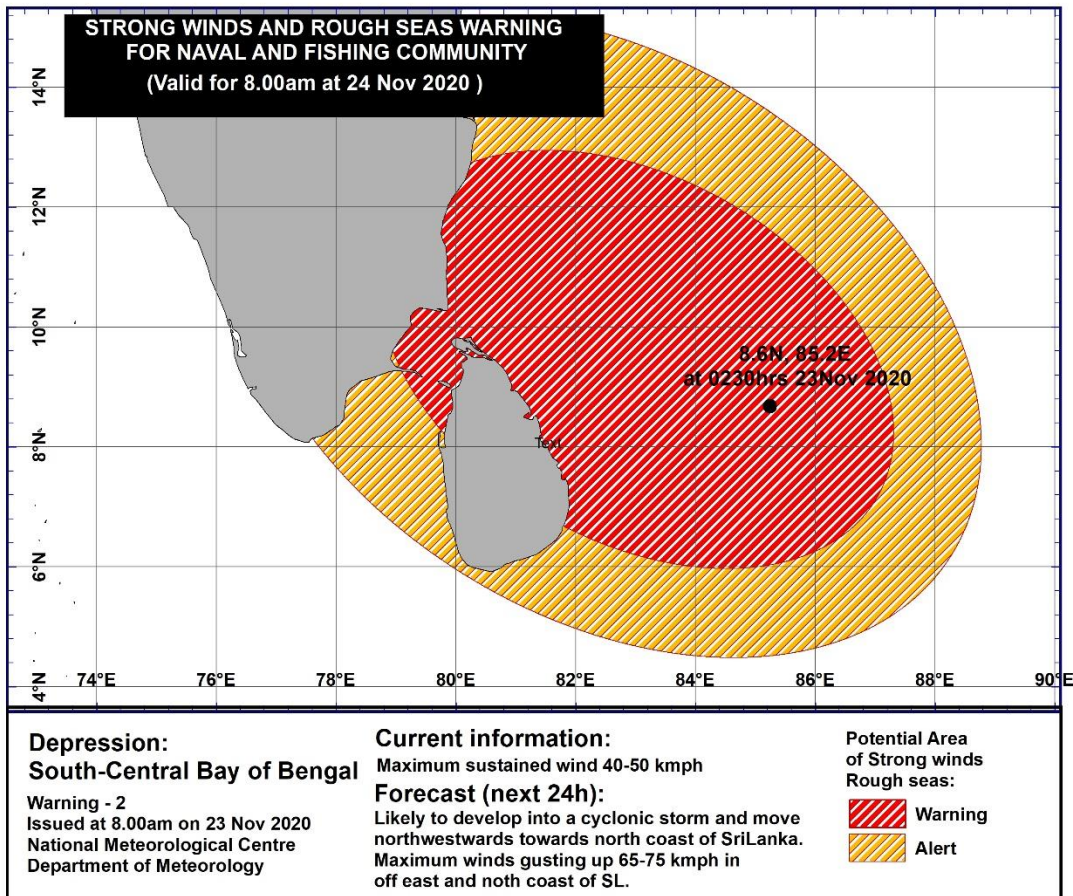 STRONG WINDS AND ROUGH SEAS WARNING
FOR NAVAL AND FISHING COMMUNITY
(Valid for 8.00am at 24 Nov 2020 )
14°N
12°N
10°N
8°N
6°N
4°N
8.6N, 85.2E
at 0230hrs 23Nov 2020
Text
74°E 76°E 78°E 80°E 82°E 84°E 86°E 88°E 90°E
Depression:
South-Central Bay of Bengal
Warning - 2
Issued at 8.00am on 23 Nov 2020
National Meteorological Centre
Department of Meteorology
Current information:
Maximum sustained wind 40-50 kmph
Forecast (next 24h):
Likely to develop into a cyclonic storm and move
northwestwards towards north coast of SriLanka.
Maximum winds gusting up 65-75 kmph in
off east and noth coast of SL.
Potential Area
of Strong winds
Rough seas:
Warning
Alert